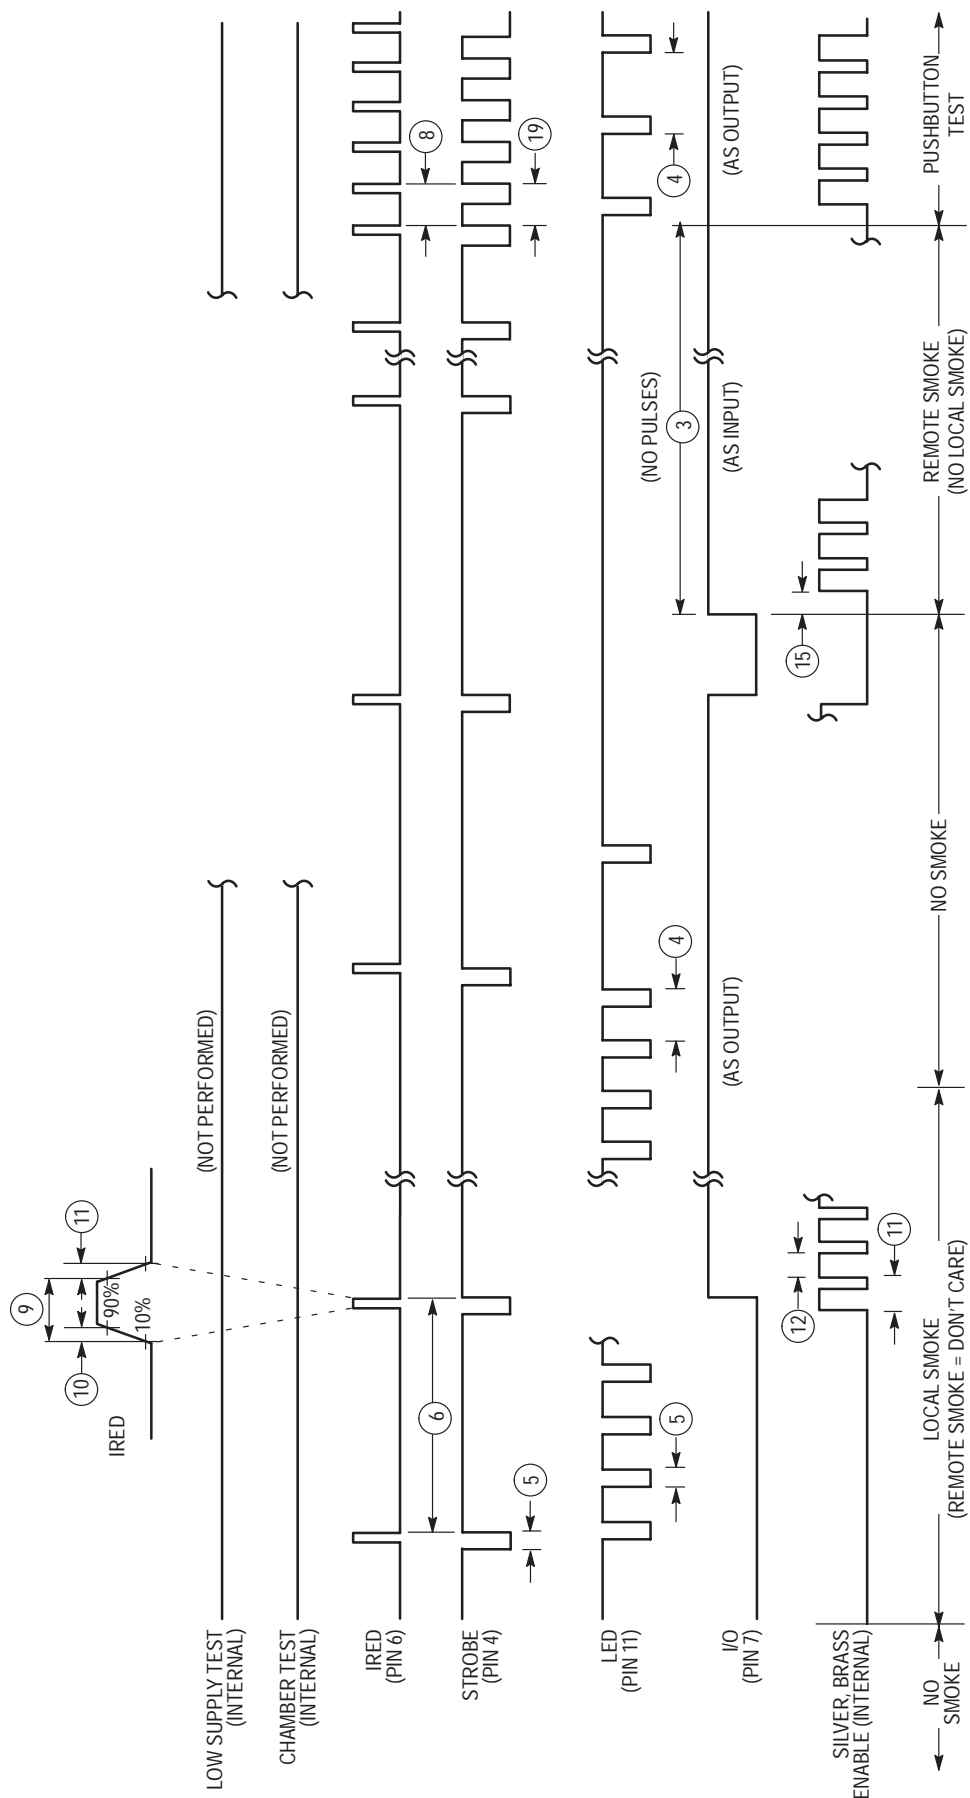 IRED
9
10
11
90%
10%
LOW SUPPLY TEST
(INTERNAL)
(NOT PERFORMED)
CHAMBER TEST
(INTERNAL)
(NOT PERFORMED)
IRED
(PIN 6)
6
8
STROBE
(PIN 4)
5
19
LED
(PIN 11)
5
4
(NO PULSES)
3
4
I/O
(PIN 7)
(AS OUTPUT)
(AS INPUT)
(AS OUTPUT)
SILVER, BRASS
ENABLE (INTERNAL)
12
11
15
NO
SMOKE
LOCAL SMOKE
(REMOTE SMOKE = DON'T CARE)
NO SMOKE
REMOTE SMOKE
(NO LOCAL SMOKE)
PUSHBUTTON
TEST